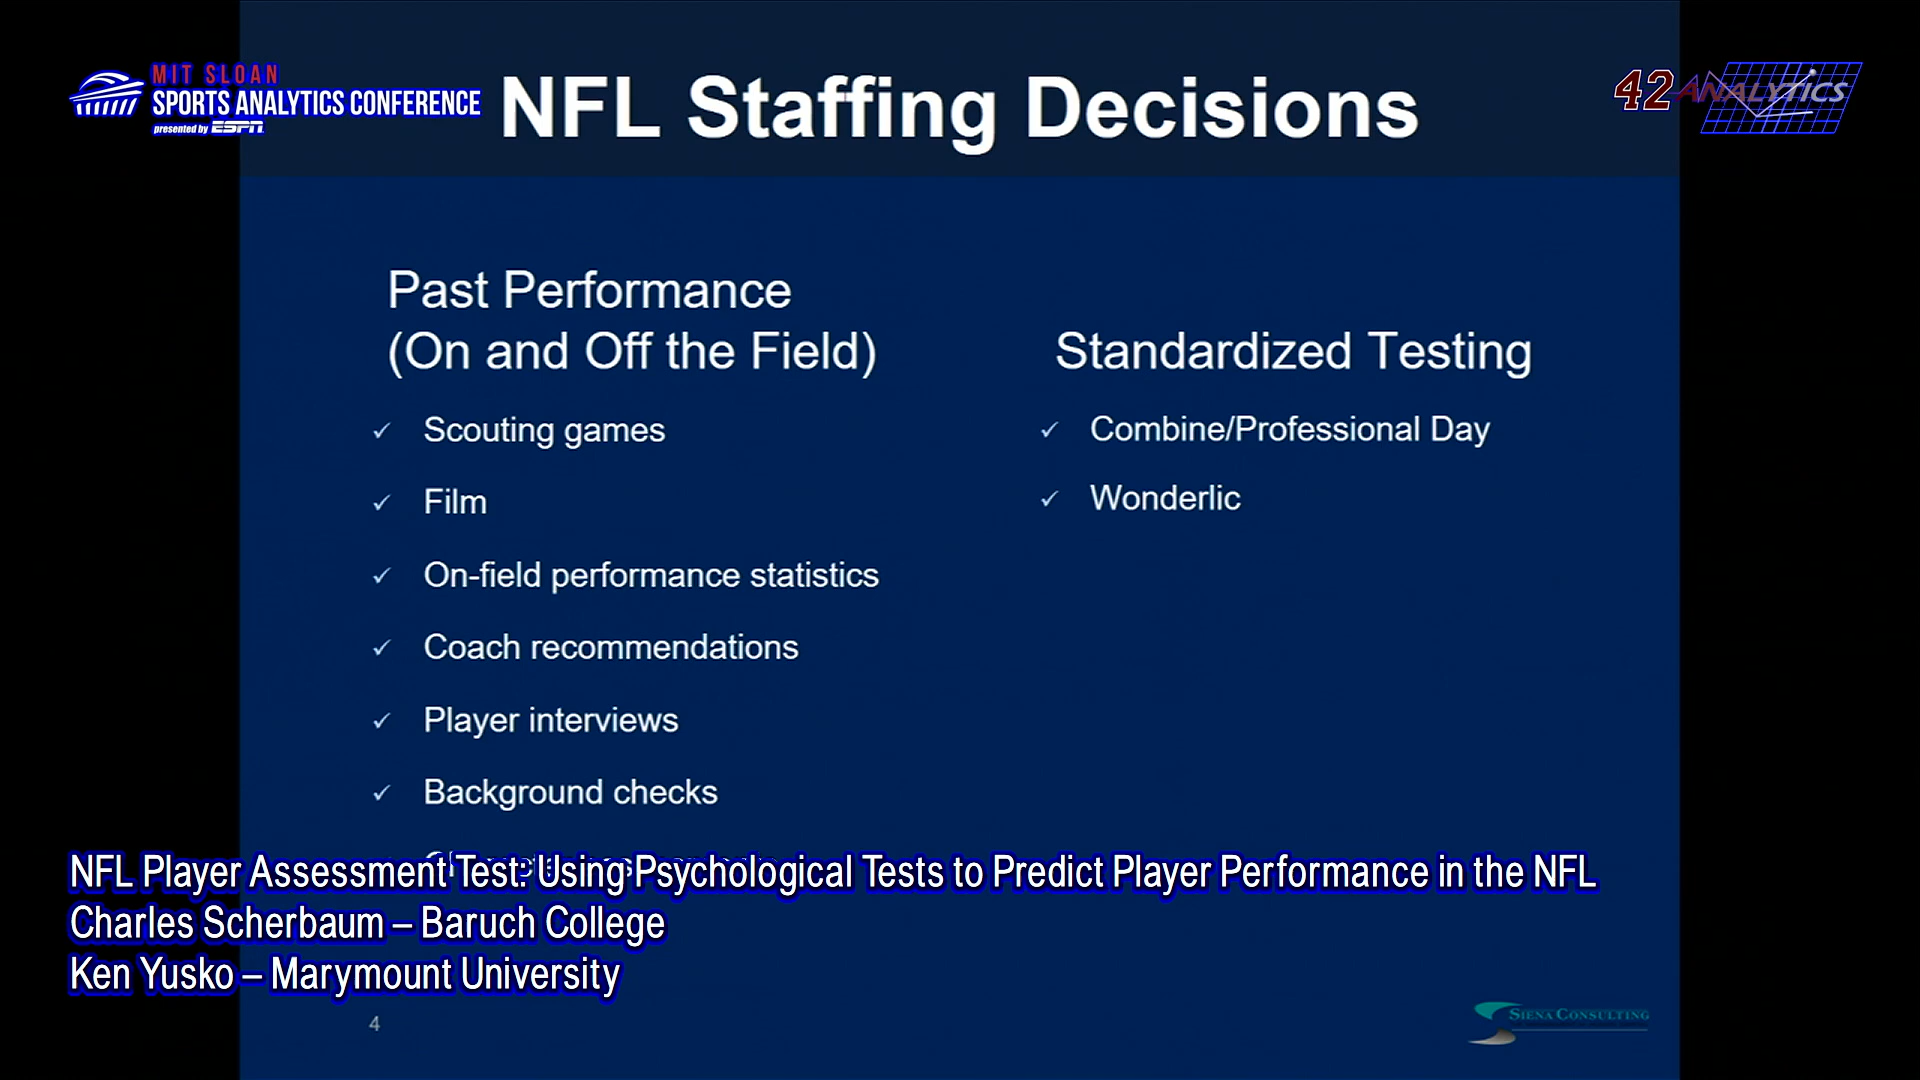 MIT SLOAN
SPORTS ANALYTICS CONFERENCE
presented by ESPN
NFL Staffing Decisions
42 ANALYTICS
Past Performance
(On and Off the Field)
✓ Scouting games
✓ Film
✓ On-field performance statistics
✓ Coach recommendations
✓ Player interviews
✓ Background checks
Standardized Testing
✓ Combine/Professional Day
✓ Wonderlic
NFL Player Assessment Test: Using Psychological Tests to Predict Player Performance in the NFL
Charles Scherbaum – Baruch College
Ken Yusko – Marymount University
4
SIENA CONSULTING